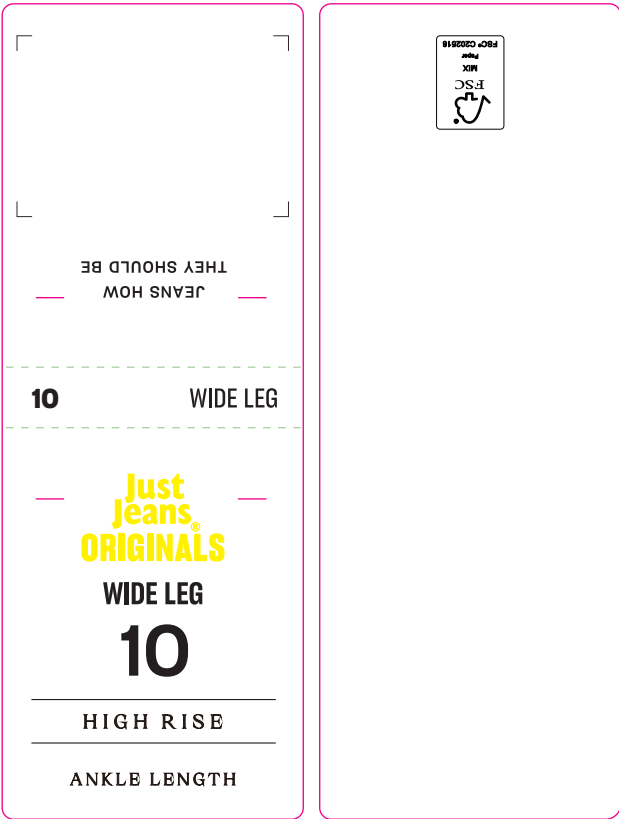 JEANS HOW
THEY SHOULD BE
10 WIDE LEG
Just
Jeans®
ORIGINALS
WIDE LEG
10
HIGH RISE
ANKLE LENGTH
FSC
MIX
Paper
FSC® C202518